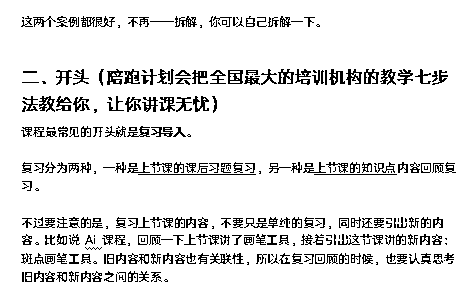 这两个案例都很好，不再一一拆解，你可以自己拆解一下。
二、开头（陪跑计划会把全国最大的培训机构的教学七步
法教给你，让你讲课无忧）
课程最常见的开头就是复习导入。
复习分为两种，一种是上节课的课后习题复习，另一种是上节课的知识点内容回顾复
习。
不过要注意的是，复习上节课的内容，不要只是单纯的复习，同时还要引出新的内
容。比如说 Ai 课程，回顾一下上节课讲了画笔工具，接着引出这节课讲的新内容：
斑点画笔工具。旧内容和新内容也有关联性，所以在复习回顾的时候，也要认真思考
旧内容和新内容之间的关系。